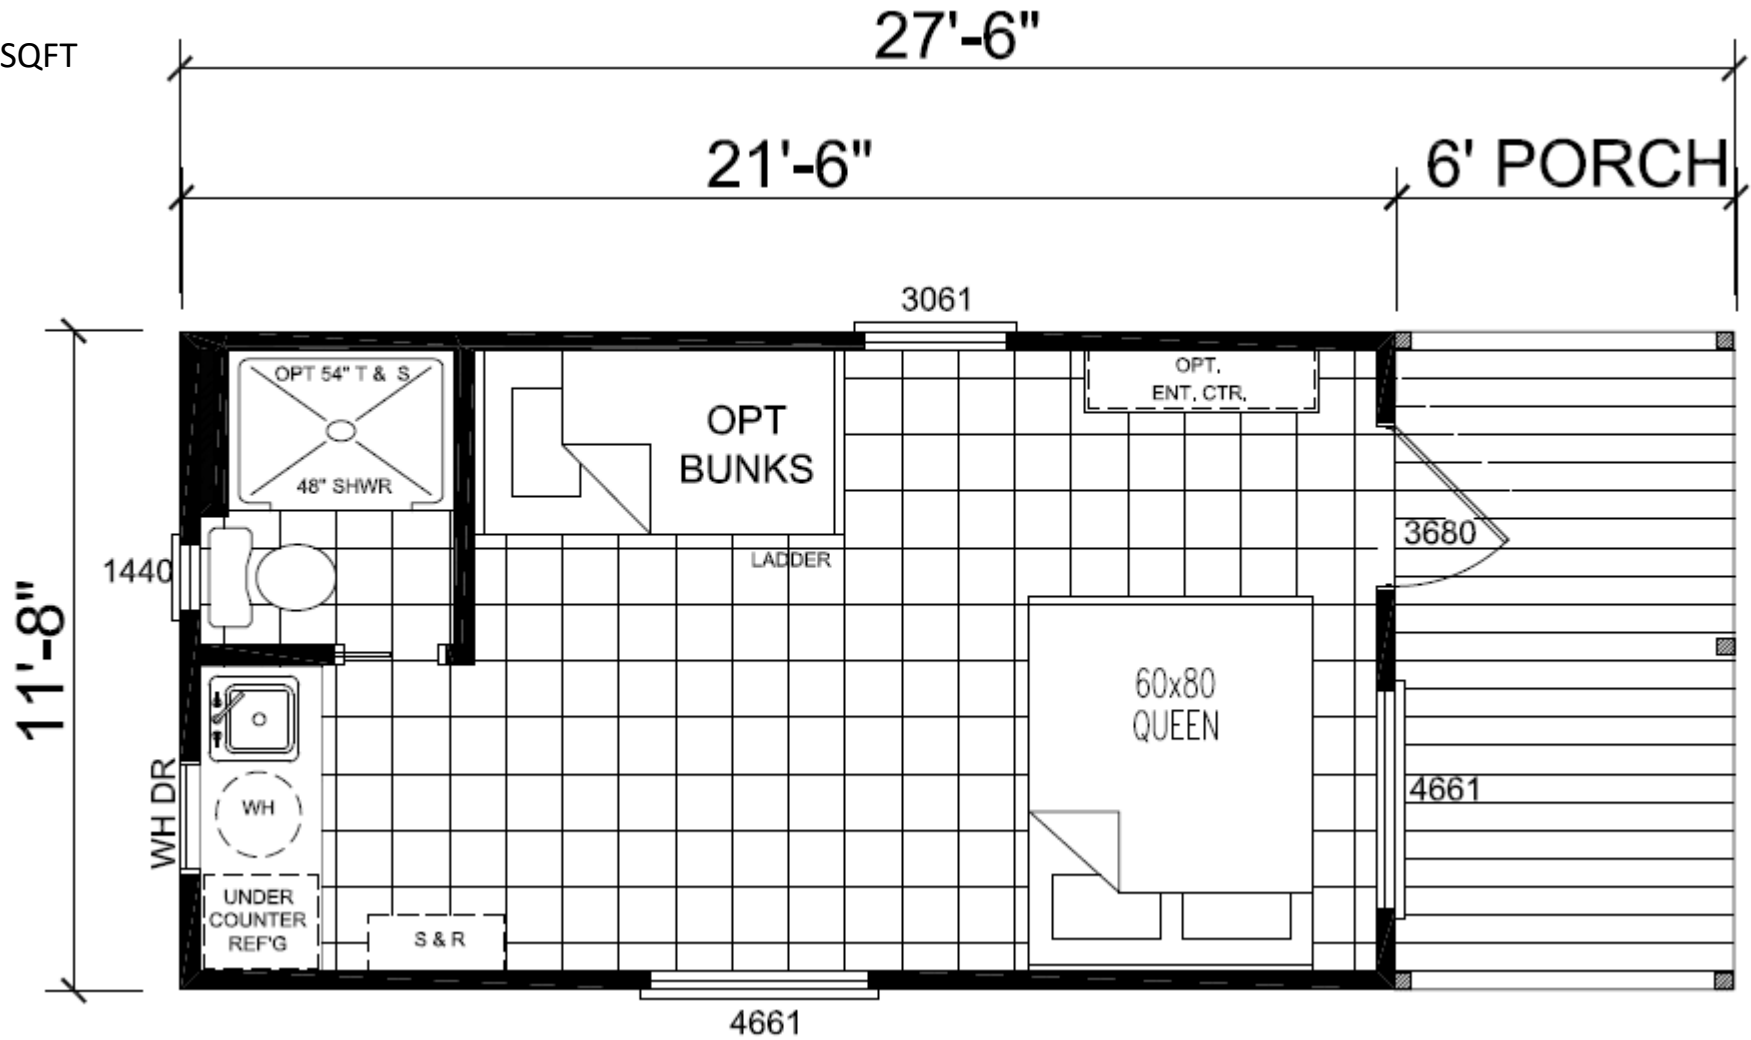 27'-6"
SQFT
21'-6"
6' PORCH
3061
OPT 54" T & S
48" SHWR
OPT
BUNKS
OPT.
ENT. CTR.
LADDER
3680
1440
11'-8"
60x80
QUEEN
WH DR
WH
4661
UNDER
COUNTER
REF'G
S & R
4661